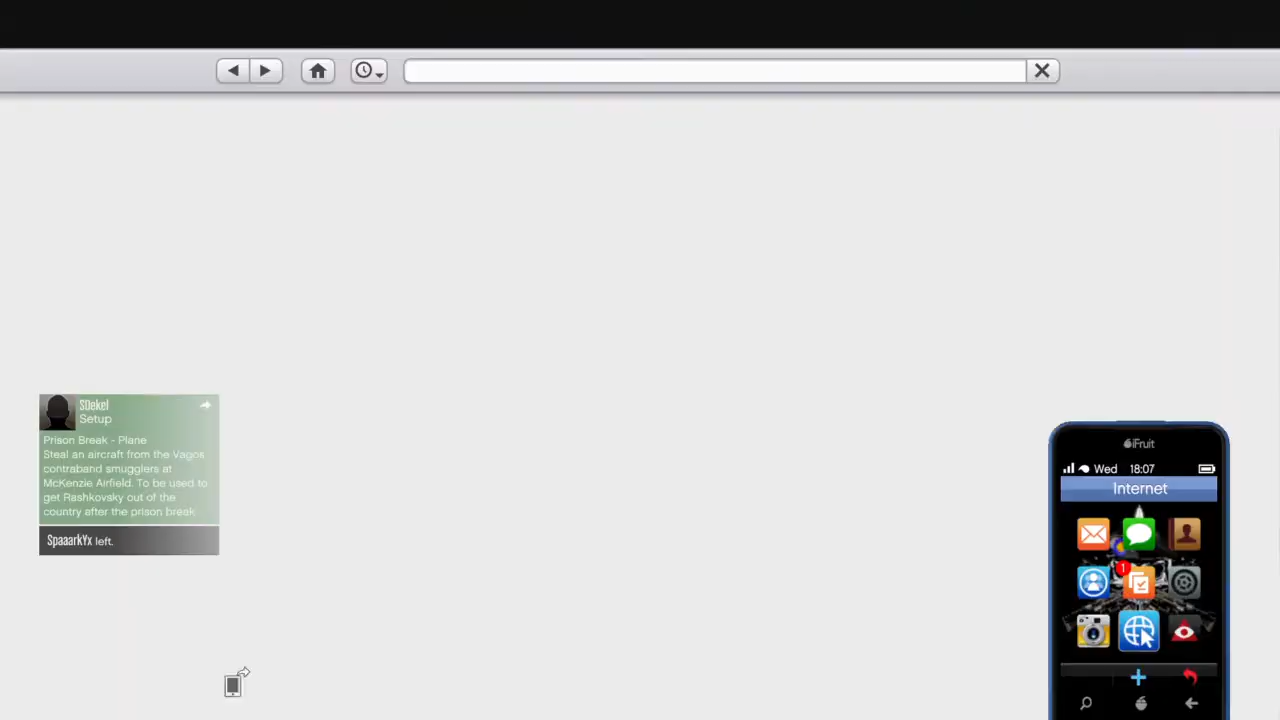 SDekel
Setup
Prison Break - Plane
Steal an aircraft from the Vagos
contraband smugglers at
McKenzie Airfield. To be used to
get Rashkovsky out of the
country after the prison break
SpaaarkYx left.
iFruit
Wed 18:07
Internet
1